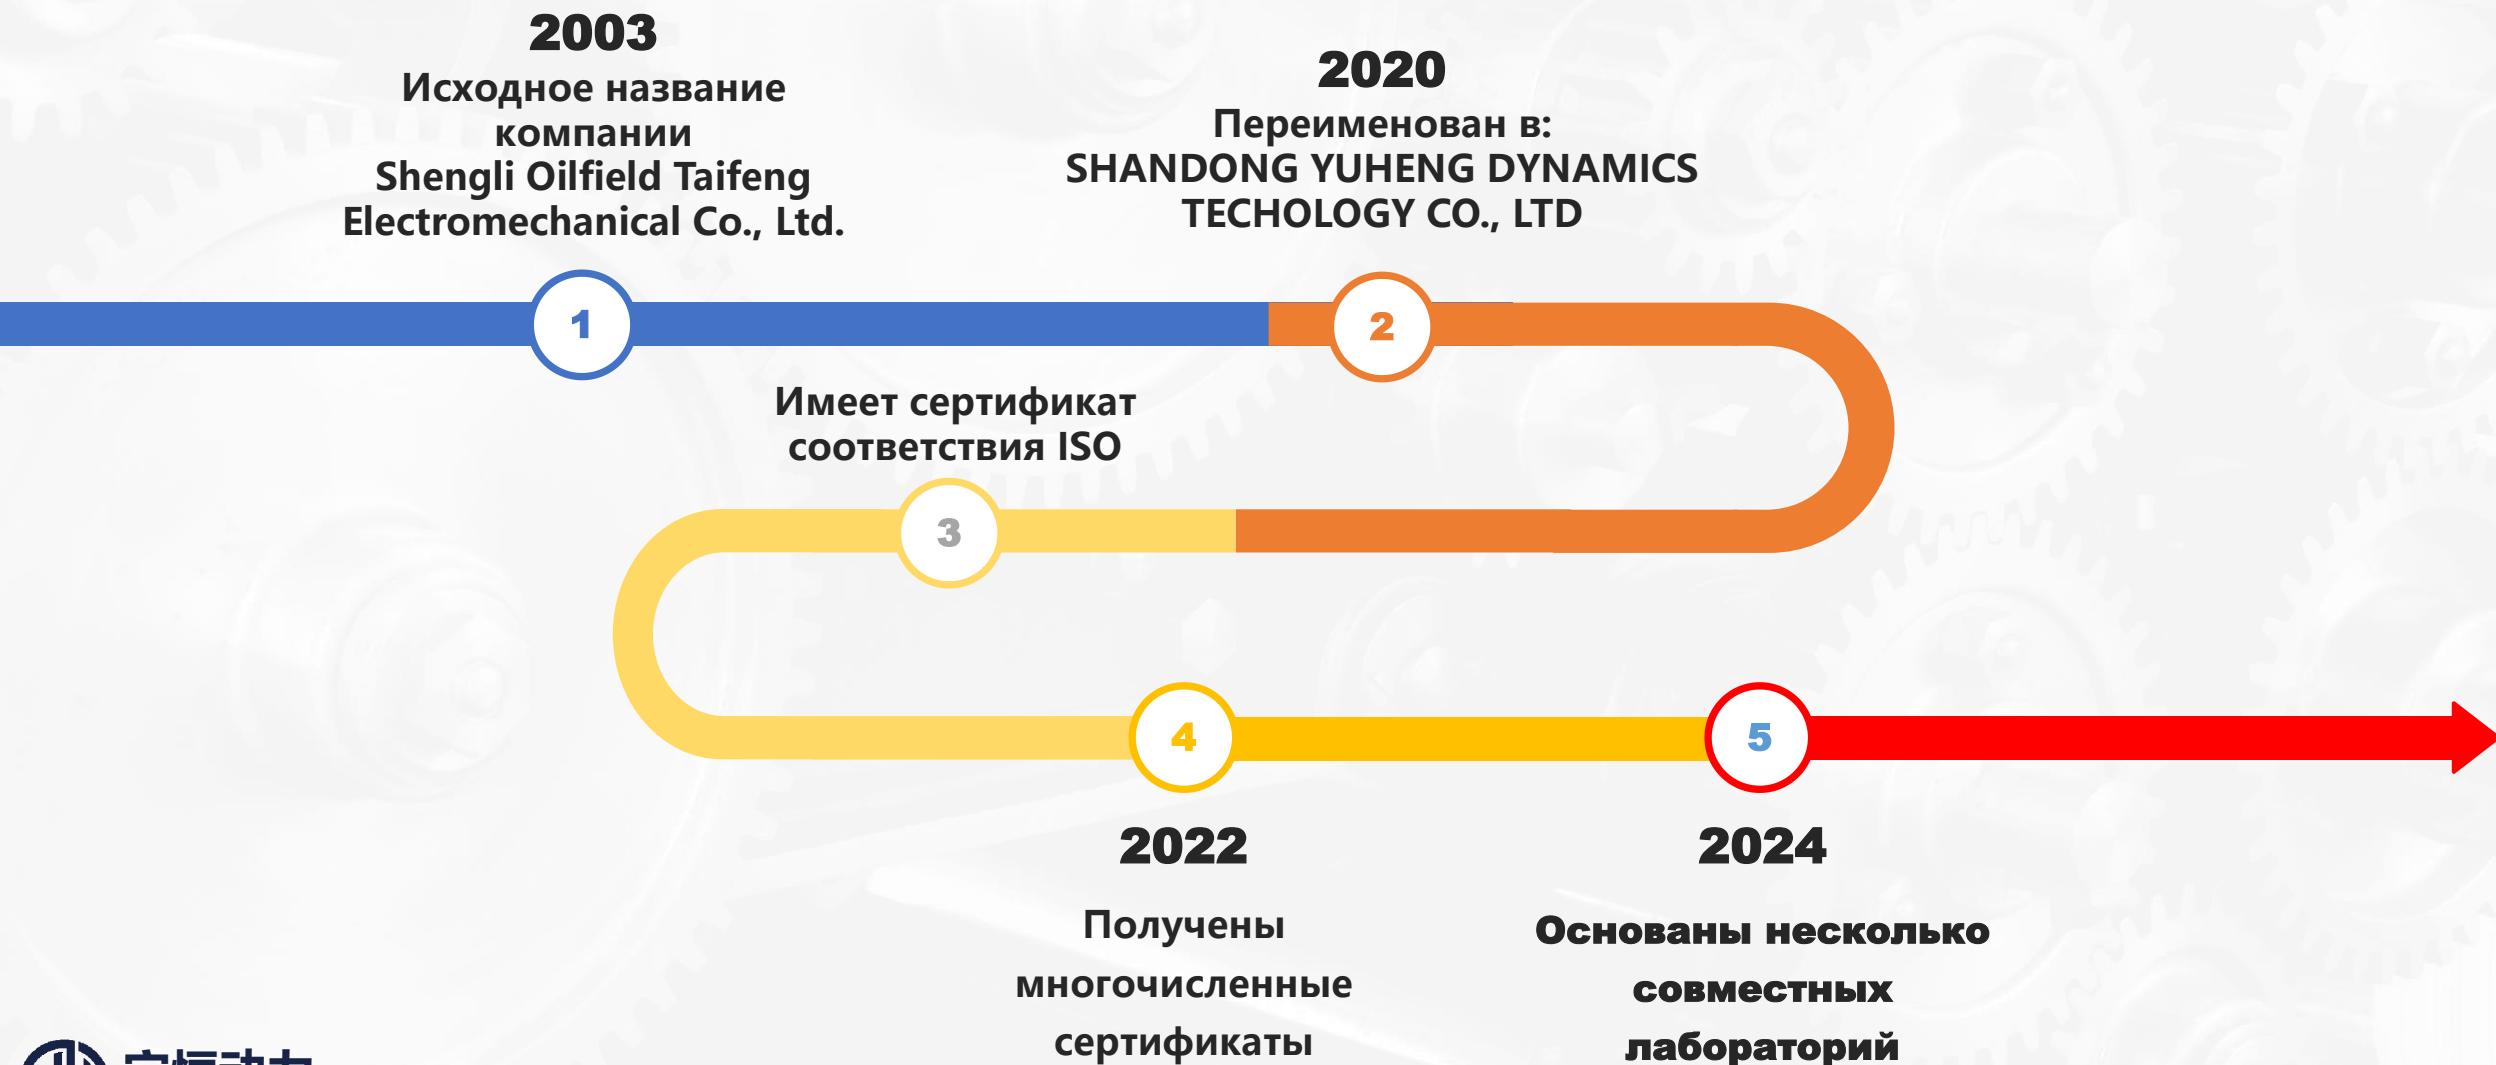 2003
Исходное название
компании
Shengli Oilfield Taifeng
Electromechanical Co., Ltd.
2020
Переименован в:
SHANDONG YUHENG DYNAMICS
TECHOLOGY CO., LTD
1
2
Имеет сертификат
соответствия ISO
3
4
5
2022
Получены
многочисленные
сертификаты
2024
Основаны несколько
совместных
лабораторий